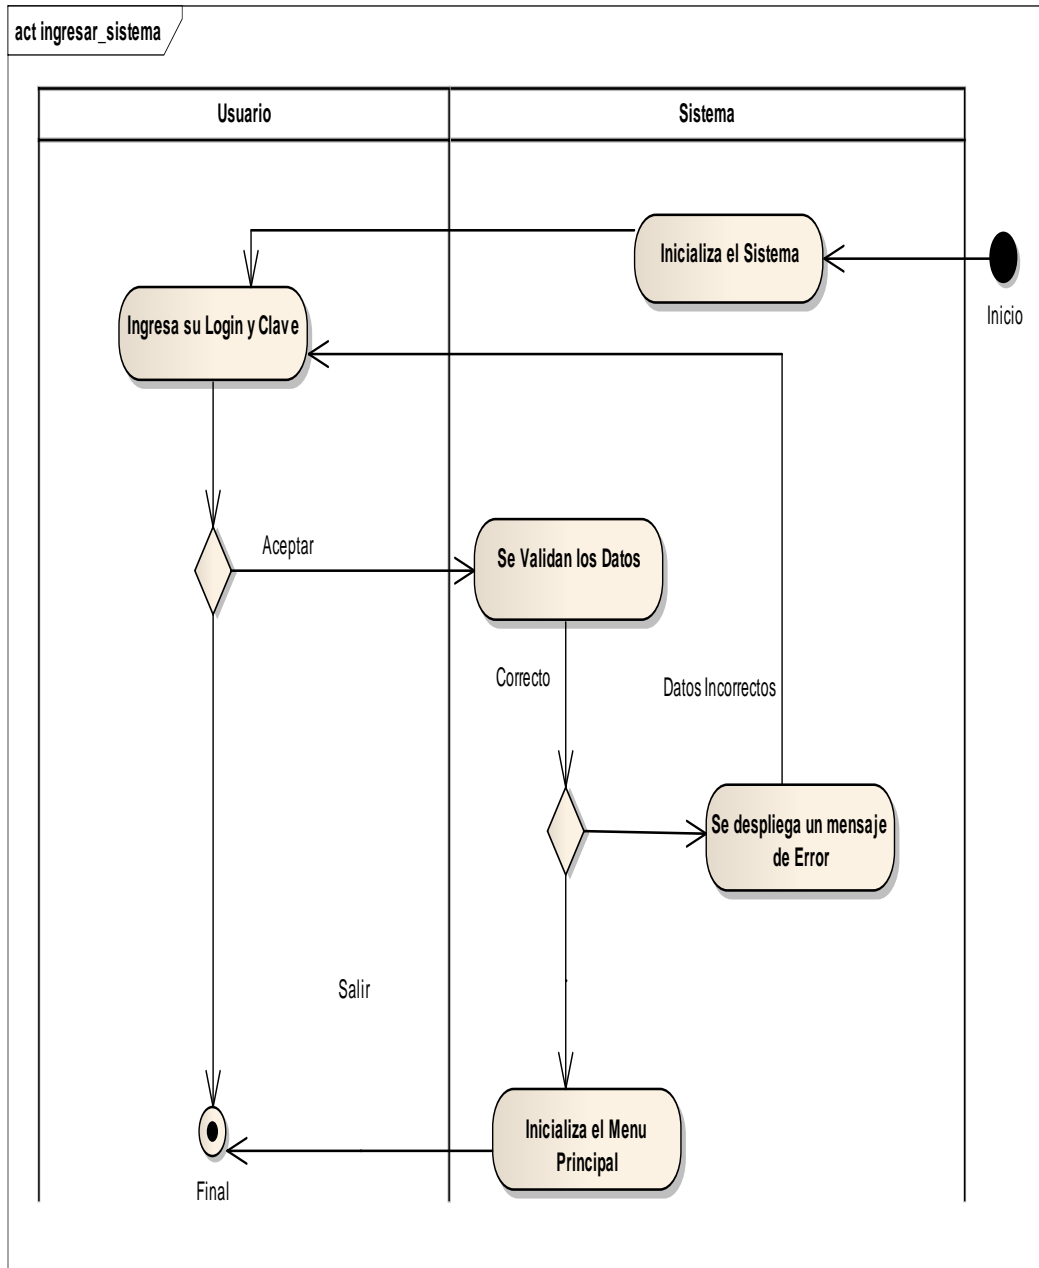 act ingresar_sistema
Usuario
Sistema
Inicializa el Sistema
Inicio
Ingresa su Login y Clave
Aceptar
Se Validan los Datos
Correcto
Datos Incorrectos
Se despliega un mensaje
de Error
Salir
Inicializa el Menu
Principal
Final